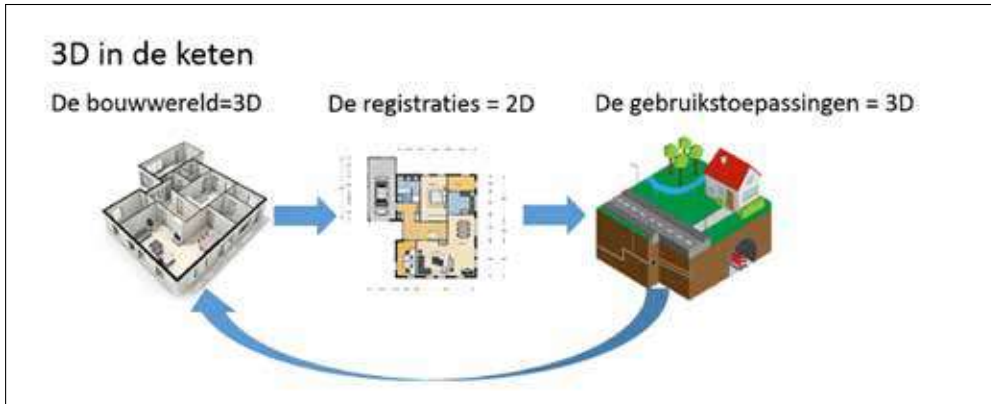 3D in de keten
De bouwwereld=3D
De registraties = 2D
De gebruikstoepassingen = 3D